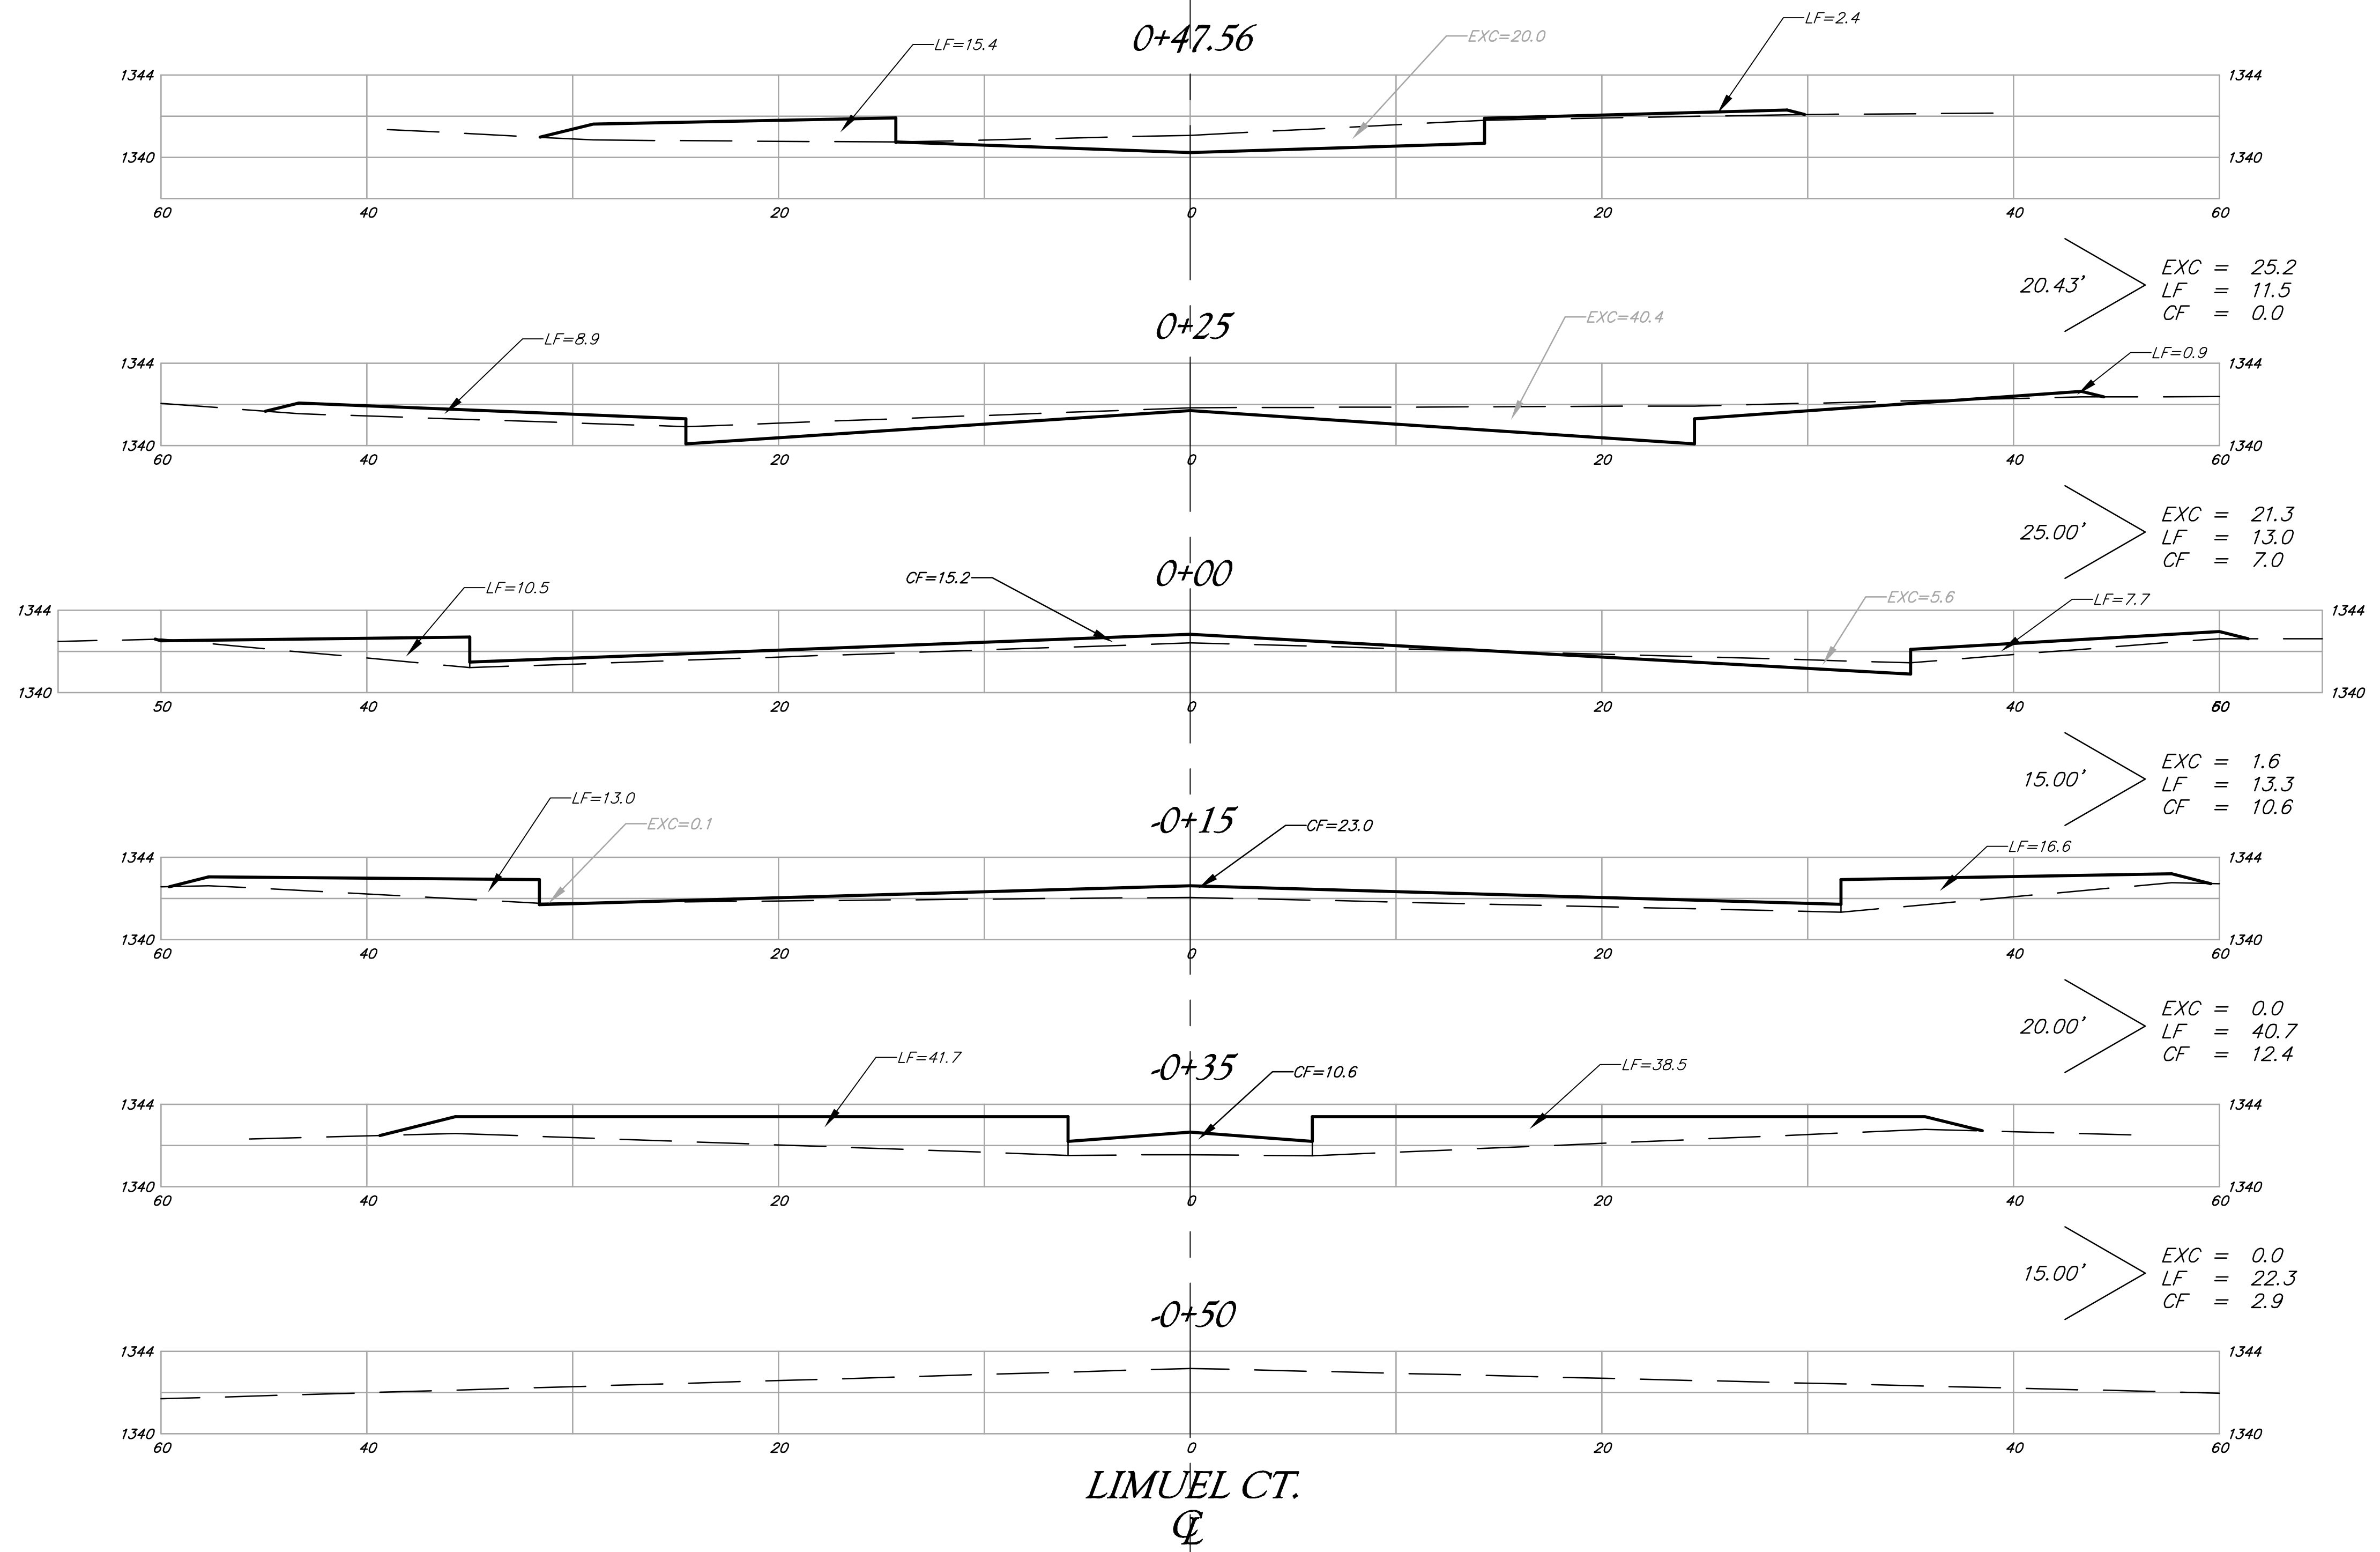 0+47.56
LF=15.4
EXC=20.0
LF=2.4
1344 1344
1340 1340
60 40 20 0 20 40 60
20.43'
EXC = 25.2
LF = 11.5
CF = 0.0
0+25
LF=8.9
EXC=40.4
LF=0.9
1344 1344
1340 1340
60 40 20 0 20 40 60
25.00'
EXC = 21.3
LF = 13.0
CF = 7.0
0+00
LF=10.5
CF=15.2
EXC=5.6
LF=7.7
1344 1344
1340 1340
50 40 20 0 20 40
15.00'
EXC = 1.6
LF = 13.3
CF = 10.6
-0+15
LF=13.0
EXC=0.1
CF=23.0
LF=16.6
1344 1344
1340 1340
60 40 20 0 20 40 60
20.00'
EXC = 0.0
LF = 40.7
CF = 12.4
-0+35
LF=41.7
CF=10.6
LF=38.5
1344 1344
1340 1340
60 40 20 0 20 40 60
15.00'
EXC = 0.0
LF = 22.3
CF = 2.9
-0+50
1344 1344
1340 1340
60 40 20 0 20 40 60
LIMUEL CT.
CL